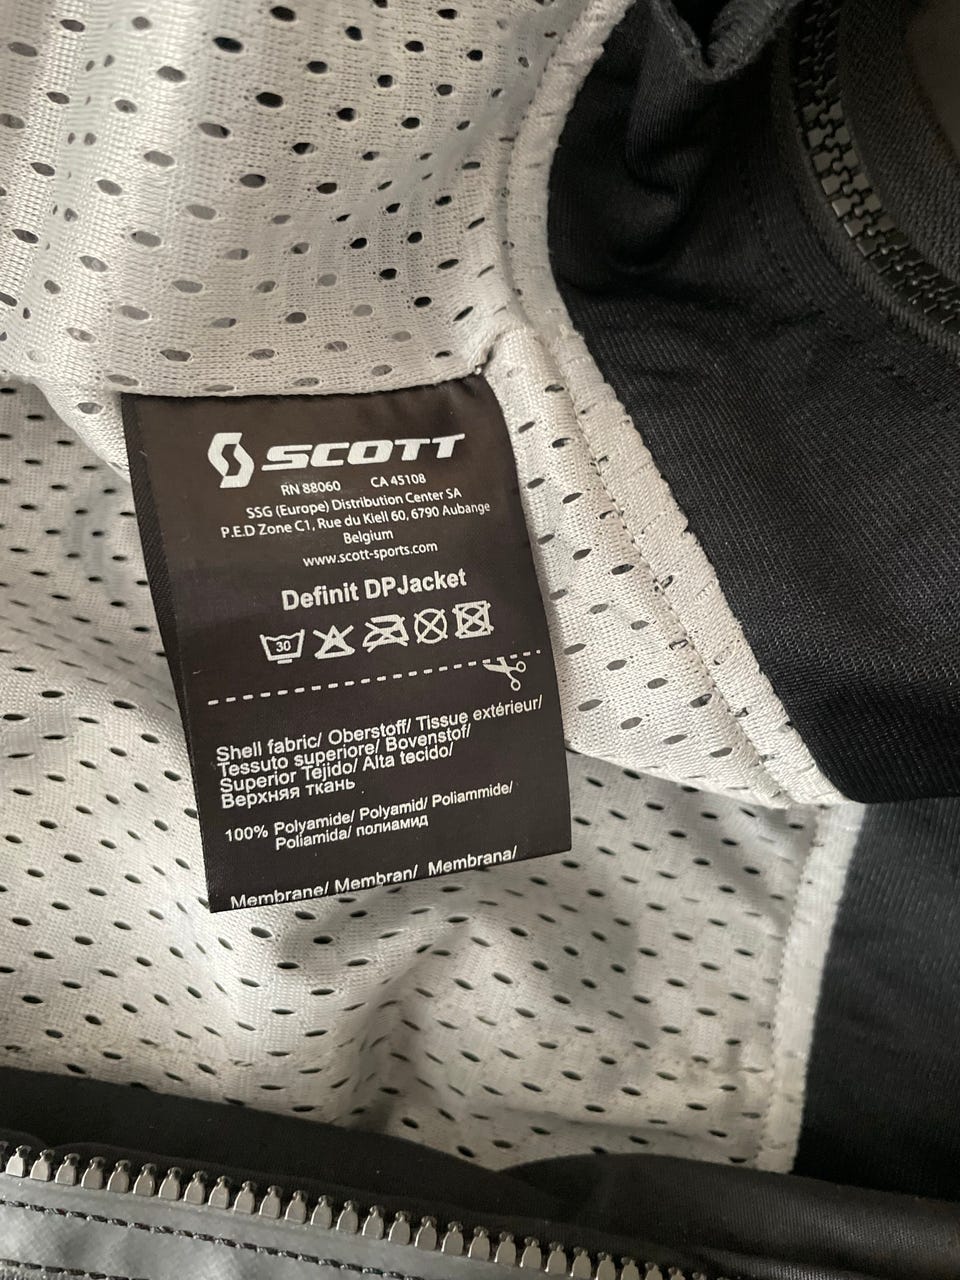 SCOTT
RN 88060 CA 45108
SSG (Europe) Distribution Center SA
P.E.D Zone C1, Rue du Kiell 60, 6790 Aubange
Belgium
www.scott-sports.com
Definit DPJacket
30
Shell fabric/ Oberstoff/ Tissue extérieur/
Tessuto superiore/ Bovenstof/
Superior Tejido/ Alta tecido/
Верхняя ткань
100% Polyamide/ Polyamid/ Poliammide/
Poliamida/ полиамид
Membrane/ Membran/ Membrana/